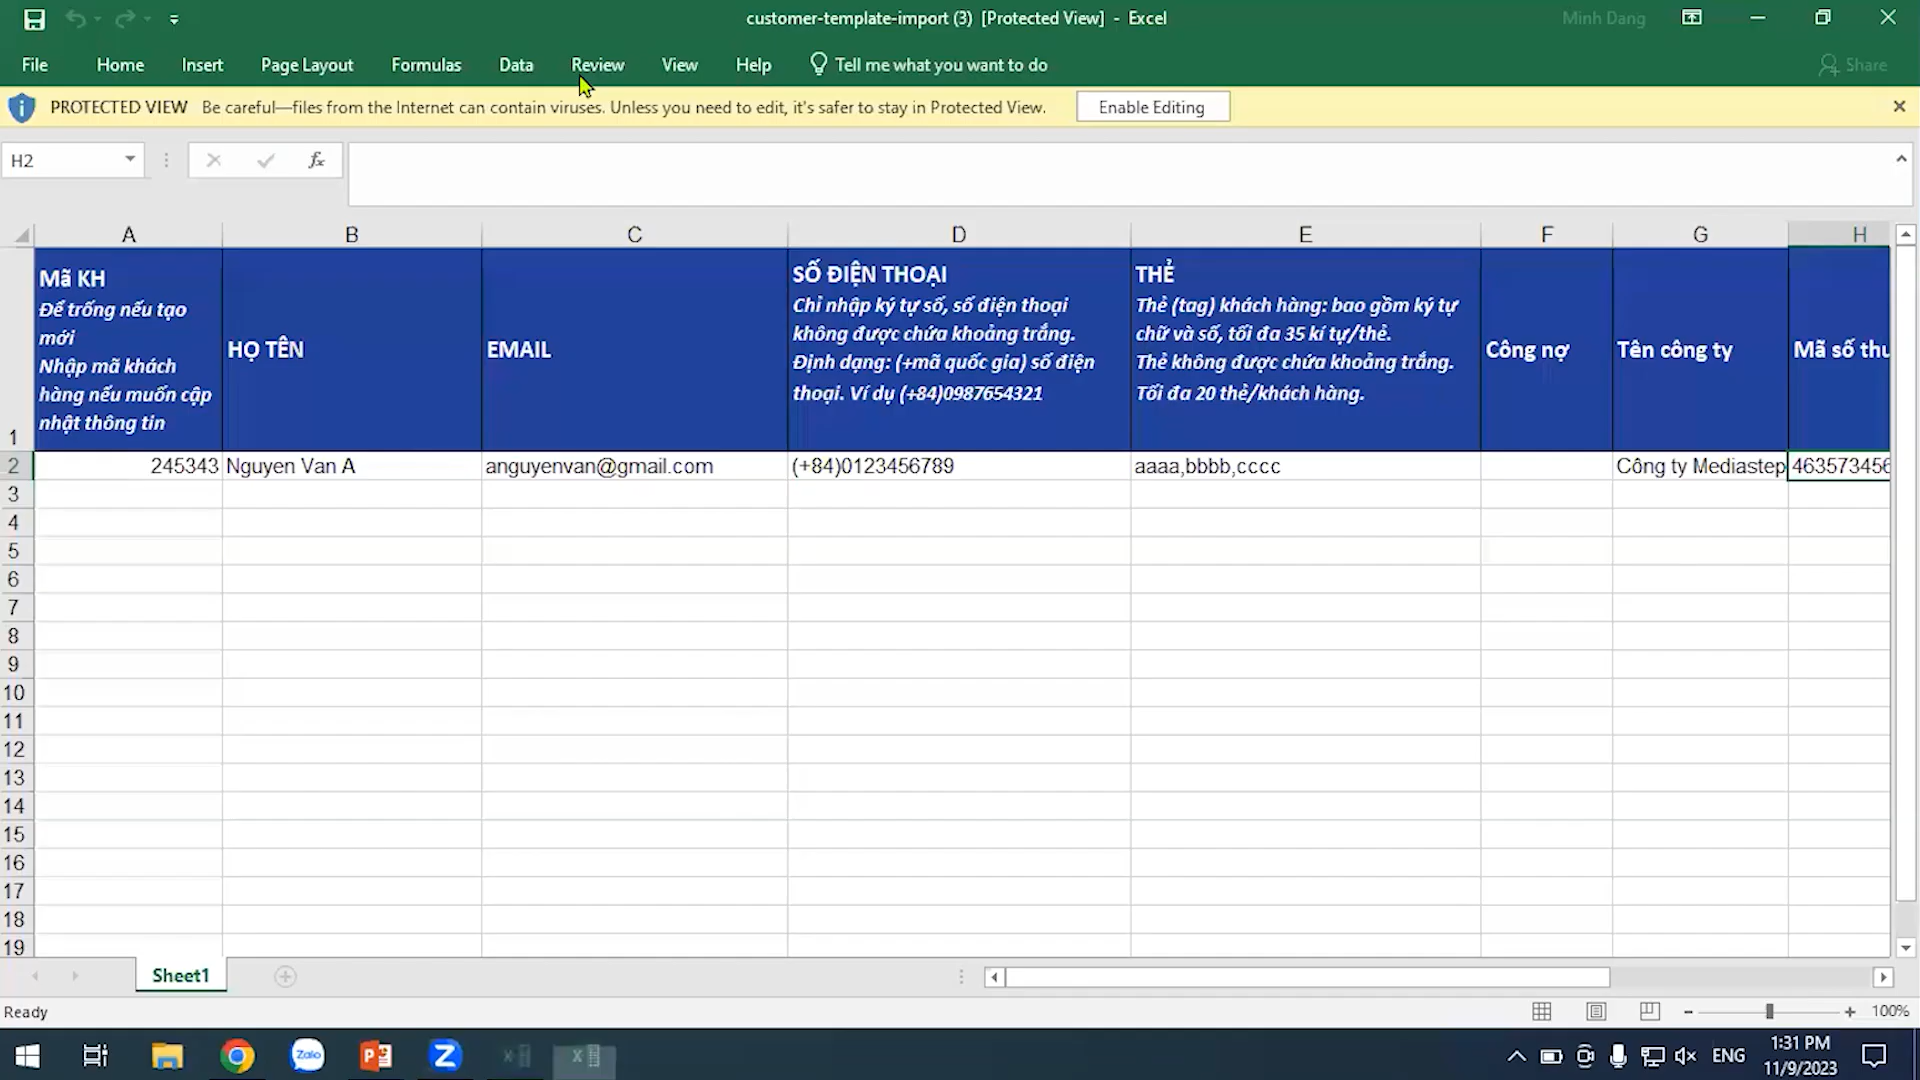 customer-template-import (3) [Protected View] - Excel
Minh Dang
File Home Insert Page Layout Formulas Data Review View Help Tell me what you want to do Share
PROTECTED VIEW Be careful—files from the Internet can contain viruses. Unless you need to edit, it's safer to stay in Protected View. Enable Editing
H2
fx
A B C D E F G H
1
Mã KH
Để trống nếu tạo
mới
Nhập mã khách
hàng nếu muốn cập
nhật thông tin
HỌ TÊN
EMAIL
SỐ ĐIỆN THOẠI
Chỉ nhập ký tự số, số điện thoại
không được chứa khoảng trắng.
Định dạng: (+mã quốc gia) số điện
thoại. Ví dụ (+84)0987654321
THẺ
Thẻ (tag) khách hàng: bao gồm ký tự
chữ và số, tối đa 35 kí tự/thẻ.
Thẻ không được chứa khoảng trắng.
Tối đa 20 thẻ/khách hàng.
Công nợ
Tên công ty
Mã số thu
2 245343 Nguyen Van A anguyenvan@gmail.com (+84)0123456789 aaaa,bbbb,cccc Công ty Mediastep 463573456
3
4
5
6
7
8
9
10
11
12
13
14
15
16
17
18
19
Sheet1
Ready
100%
Zalo
ENG
1:31 PM
11/9/2023